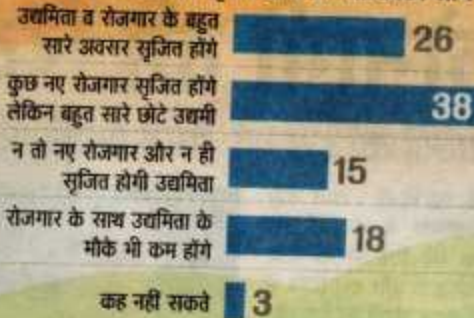 उद्यमिता व रोजगार के बहुत
सारे अवसर सृजित होंगे
26
कुछ नए रोजगार सृजित होंगे
लेकिन बहुत सारे छोटे उद्यमी
38
न तो नए रोजगार और न ही
सृजित होगी उद्यमिता
15
रोजगार के साथ उद्यमिता के
मौके भी कम होंगे
18
कह नहीं सकते
3